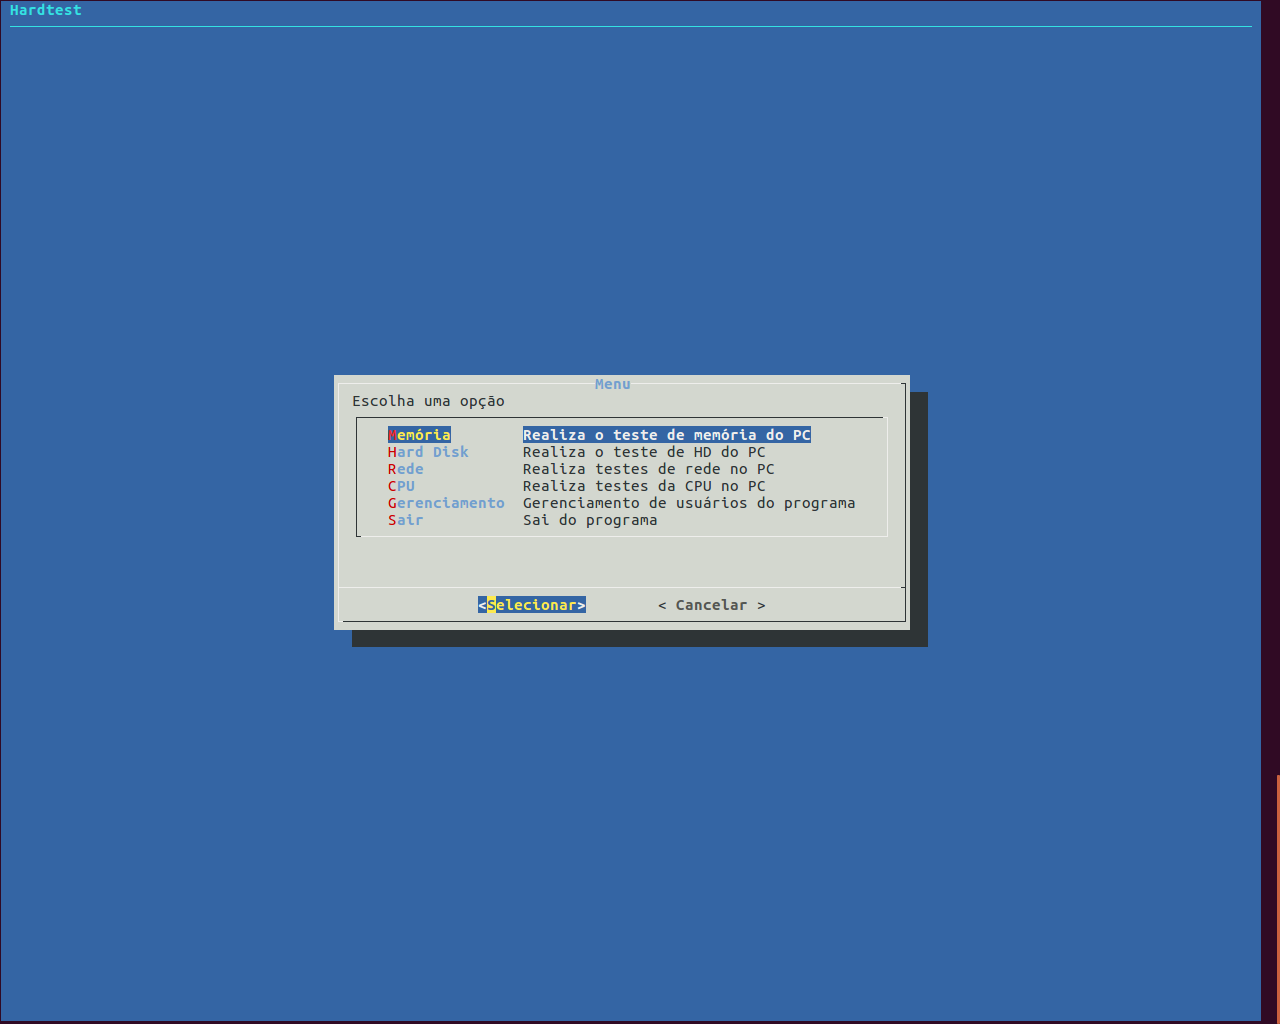 Hardtest
Menu
Escolha uma opção
Memória Realiza o teste de memória do PC
Hard Disk Realiza o teste de HD do PC
Rede Realiza testes de rede no PC
CPU Realiza testes da CPU no PC
Gerenciamento Gerenciamento de usuários do programa
Sair Sai do programa
<Selecionar> < Cancelar >